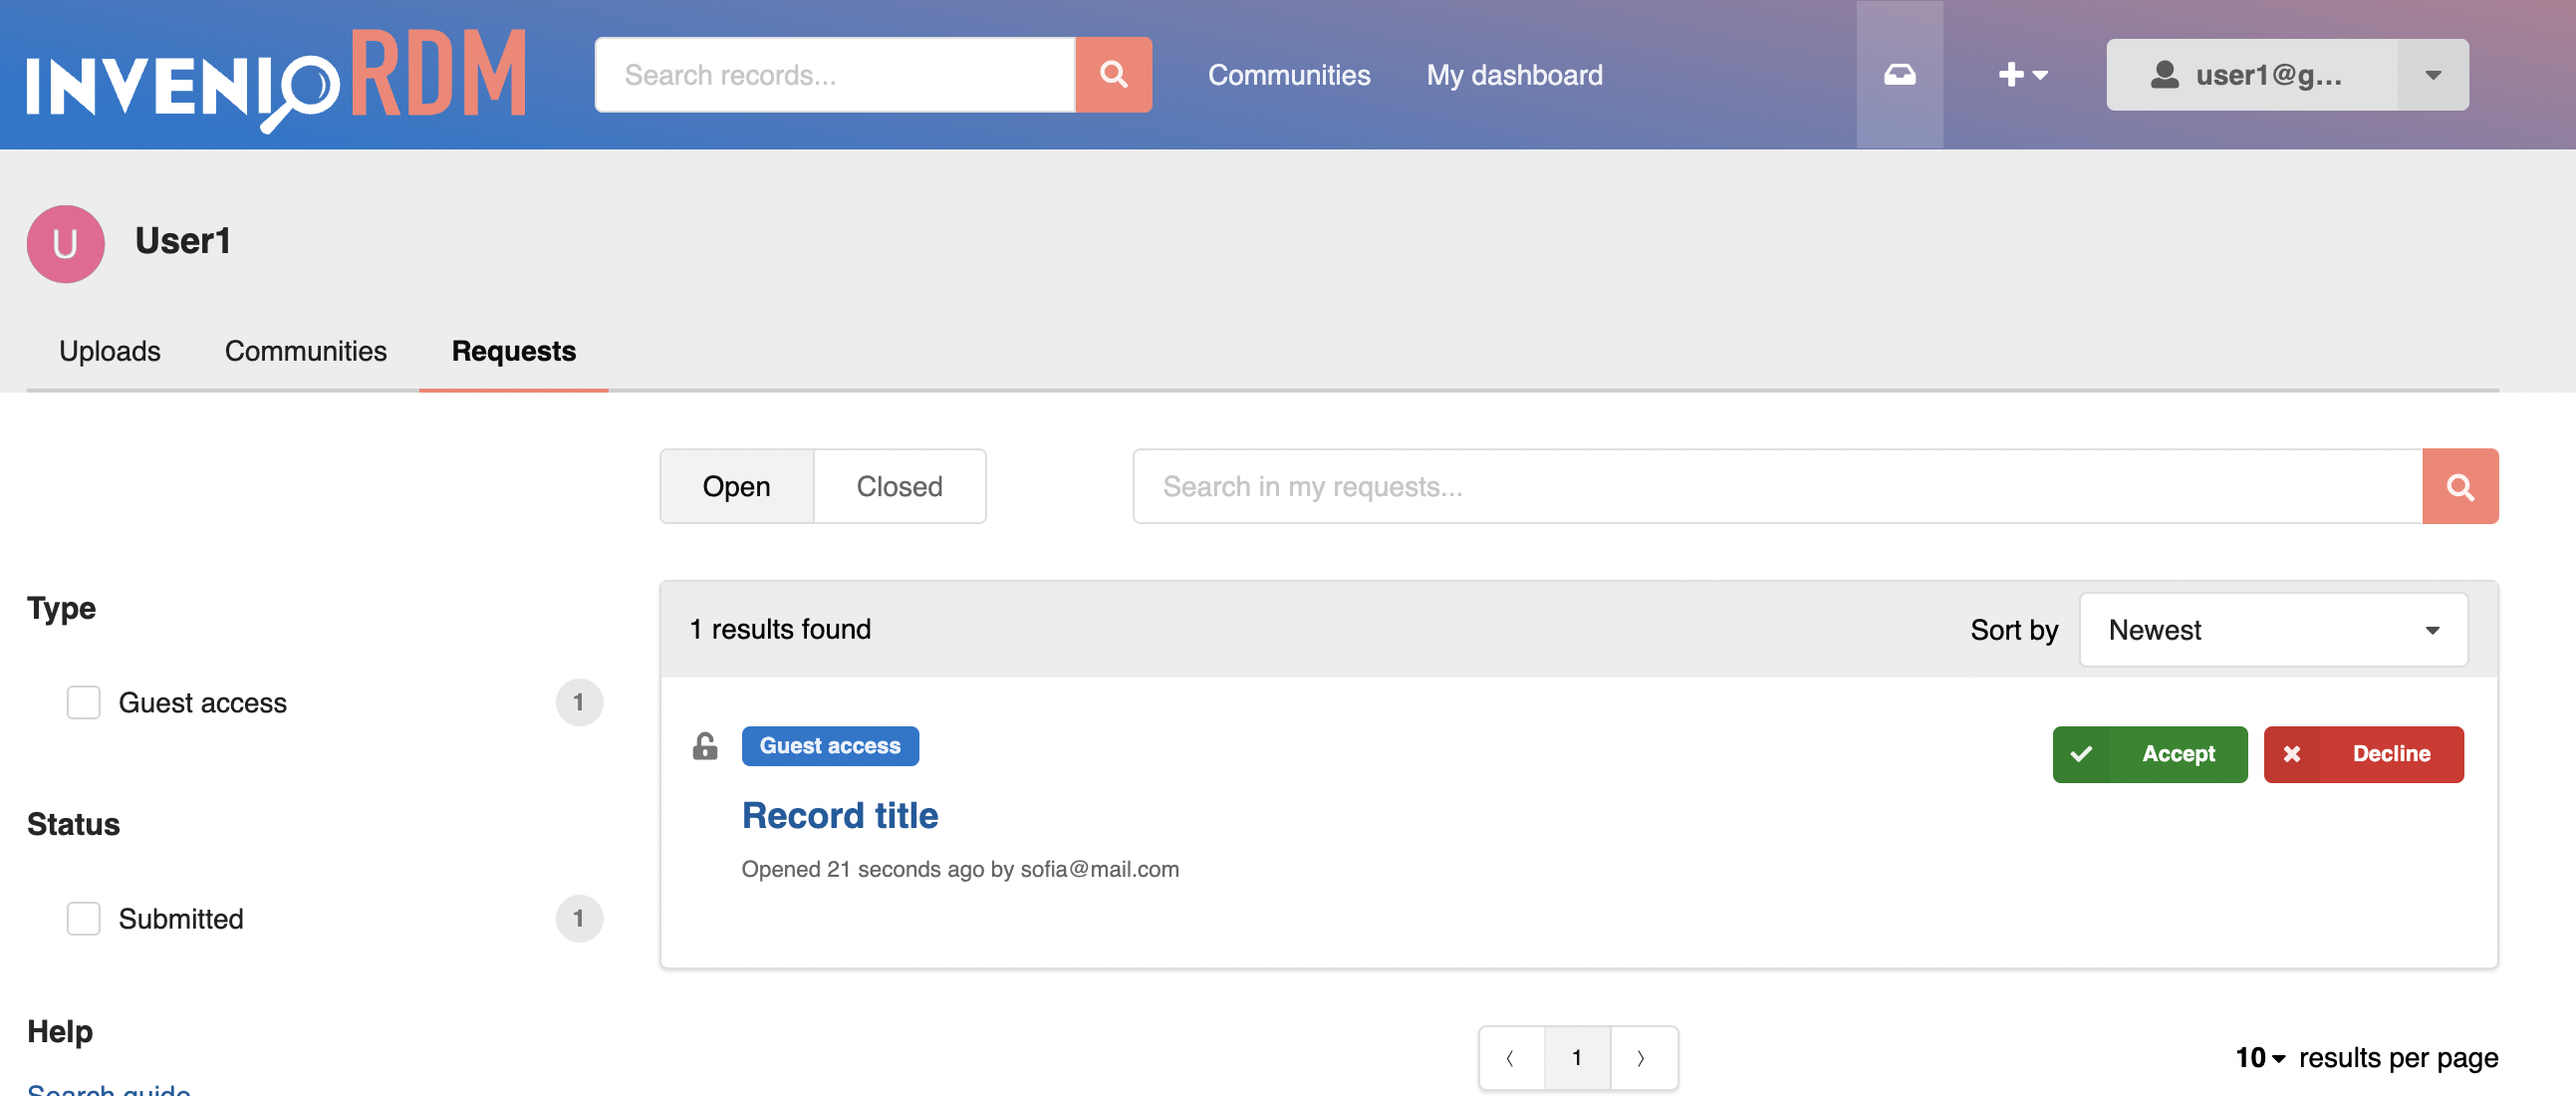 INVENIO RDM
Search records...
Communities
My dashboard
user1@g...
U
User1
Uploads
Communities
Requests
Open
Closed
Search in my requests...
Type
Guest access
1
Status
Submitted
1
Help
Search guide
1 results found
Sort by
Newest
Guest access
Accept
Decline
Record title
Opened 21 seconds ago by sofia@mail.com
1
10 results per page